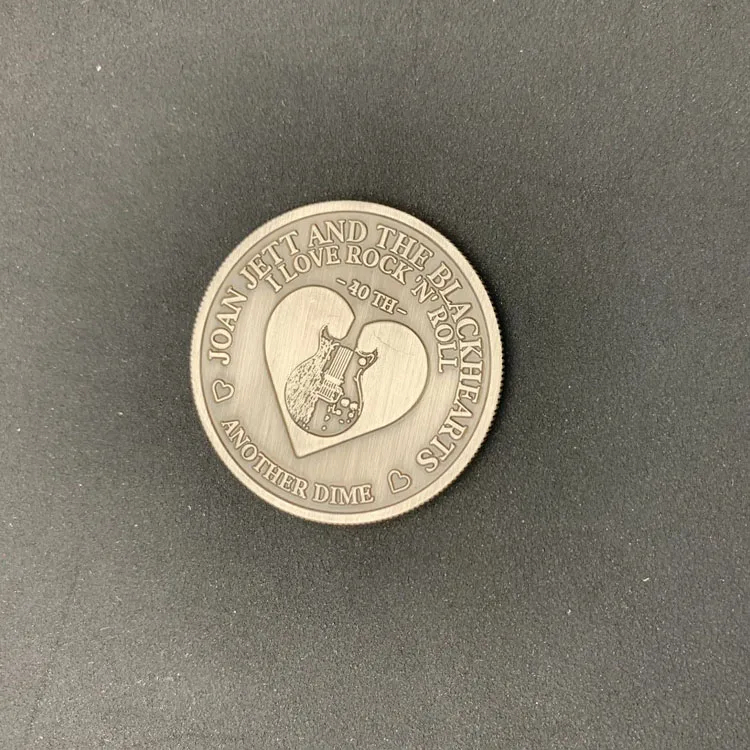 JOAN JETT AND THE BLACKHEARTS
I LOVE ROCK 'N' ROLL
- 40 TH -
ANOTHER DIME